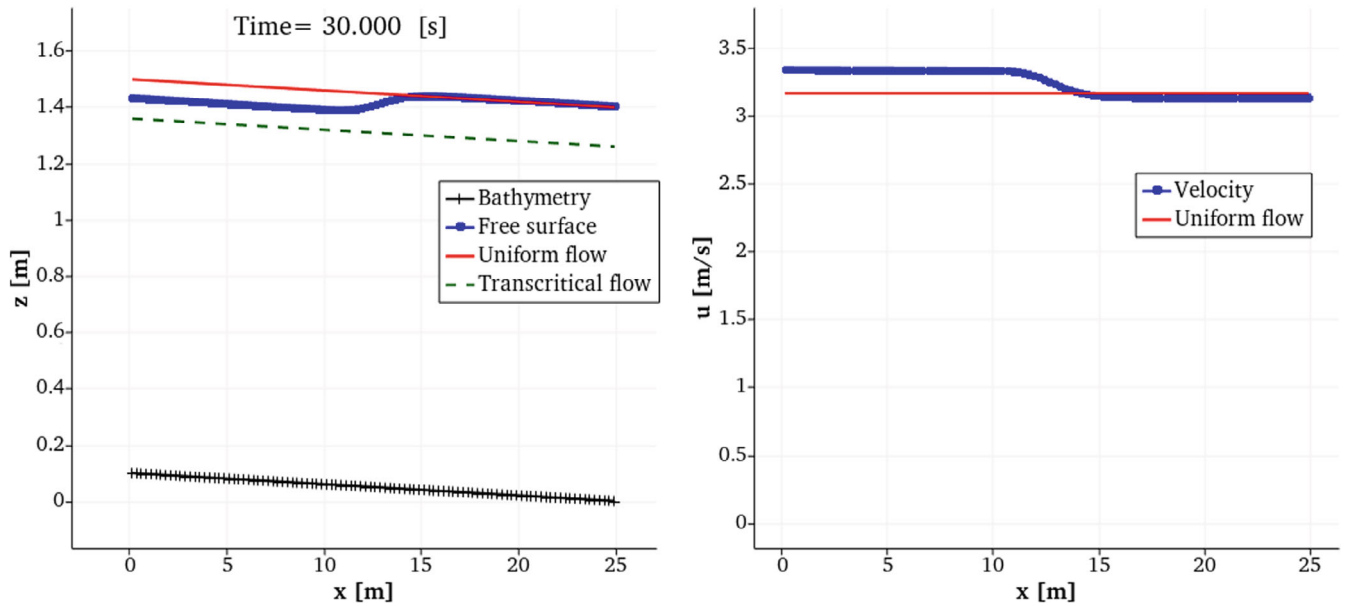 Time= 30.000 [s]
z [m]
1.6
1.4
1.2
1
0.8
0.6
0.4
0.2
0
Bathymetry
Free surface
Uniform flow
Transcritical flow
0 5 10 15 20 25
x [m]
u [m/s]
3.5
3
2.5
2
1.5
1
0.5
0
Velocity
Uniform flow
0 5 10 15 20 25
x [m]